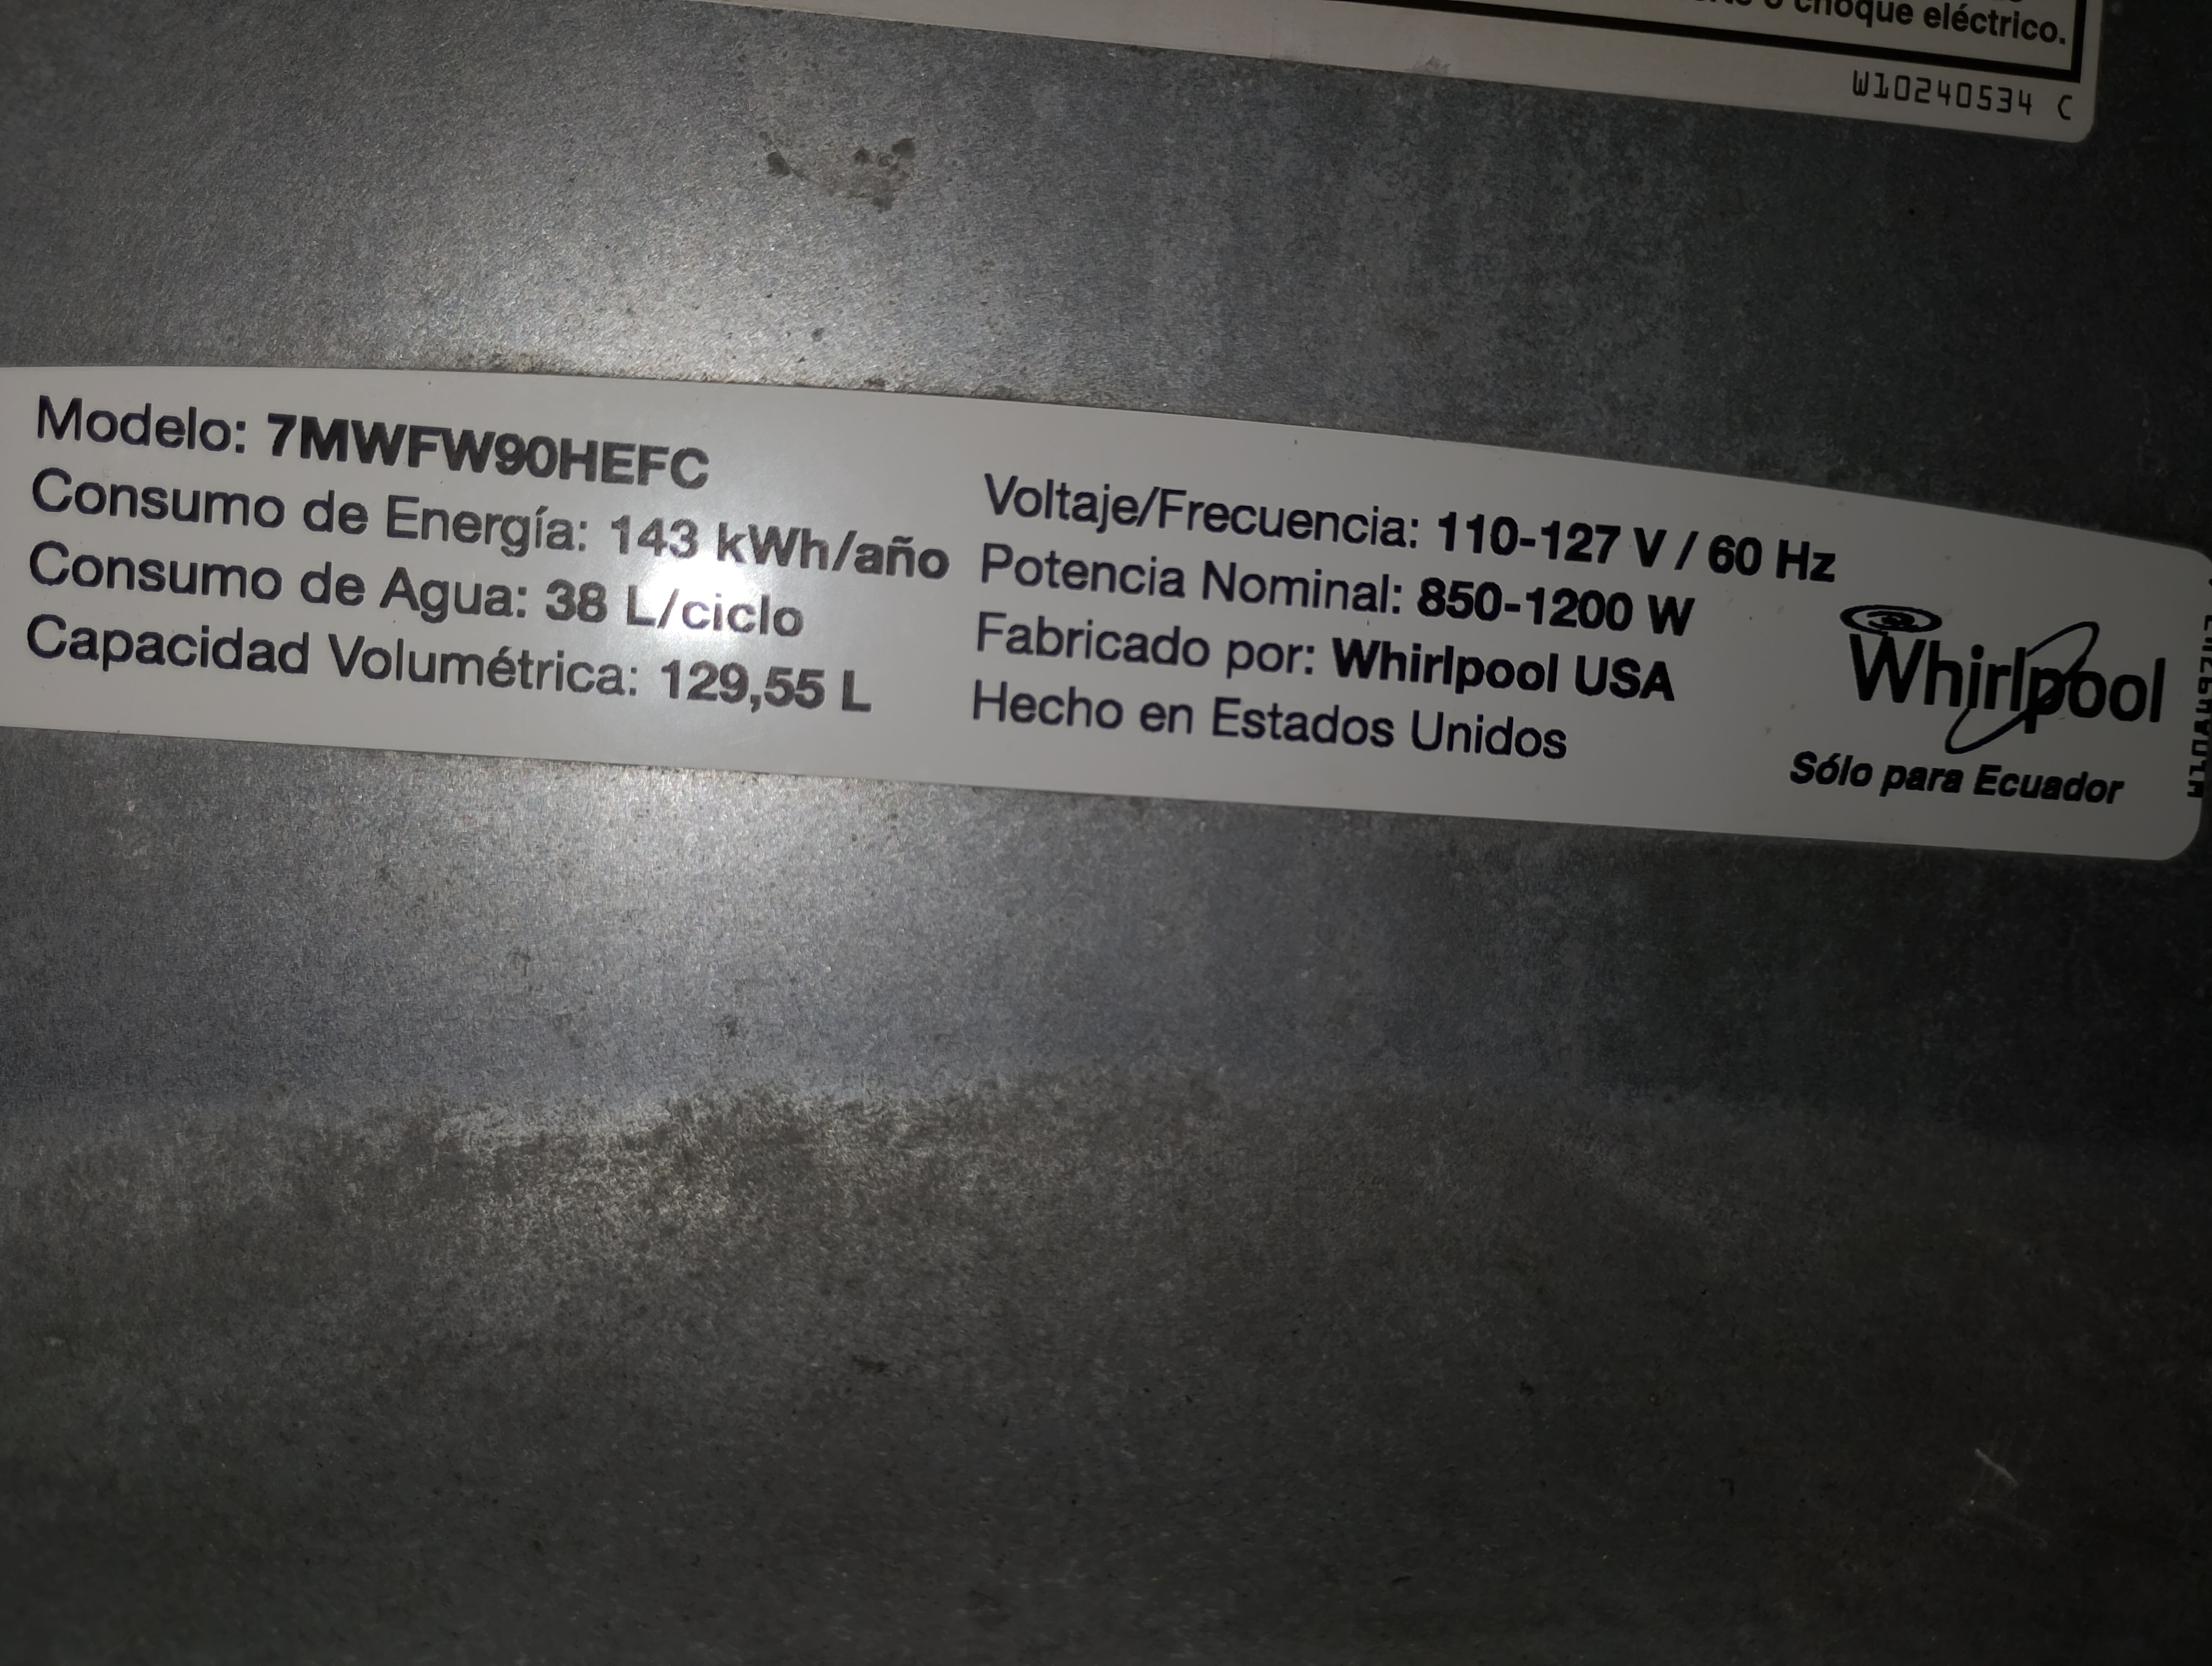 choque eléctrico.
W10240534 C
Modelo: 7MWFW90HEFC
Consumo de Energía: 143 kWh/año
Consumo de Agua: 38 L/ciclo
Capacidad Volumétrica: 129,55 L
Voltaje/Frecuencia: 110-127 V / 60 Hz
Potencia Nominal: 850-1200 W
Fabricado por: Whirlpool USA
Hecho en Estados Unidos
Whirlpool
Sólo para Ecuador